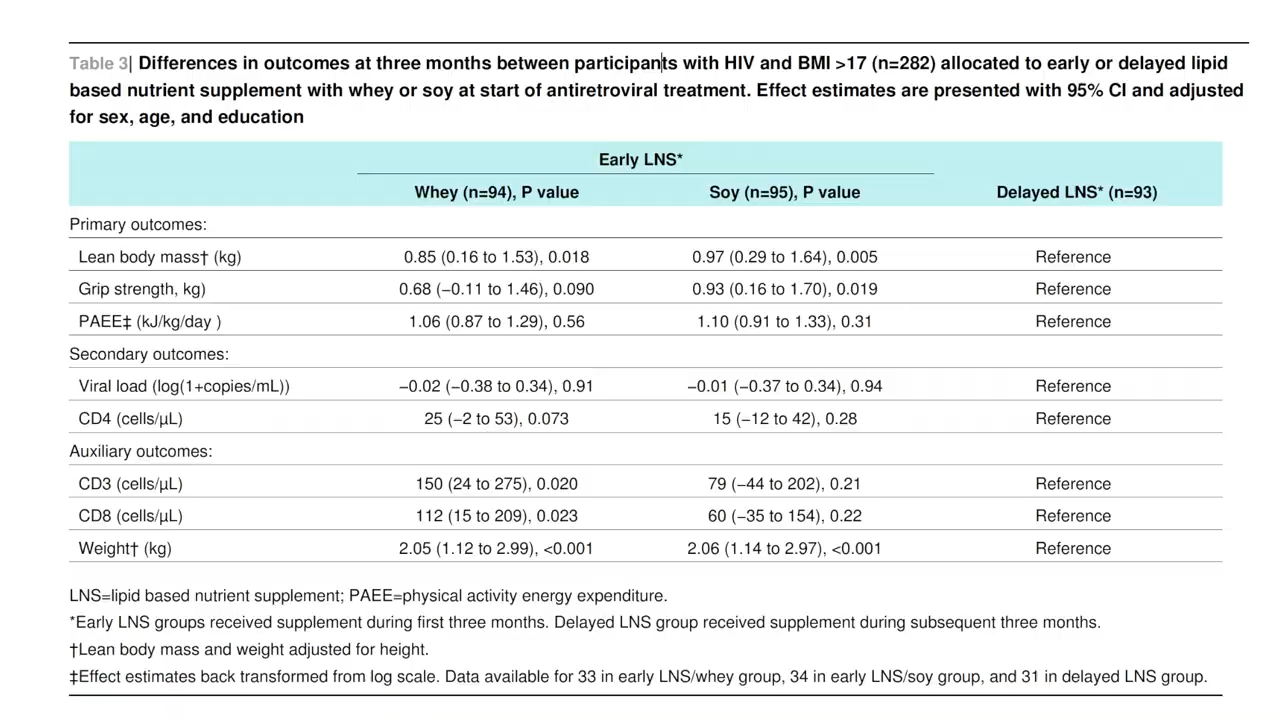 Table 3| Differences in outcomes at three months between participants with HIV and BMI >17 (n=282) allocated to early or delayed lipid
based nutrient supplement with whey or soy at start of antiretroviral treatment. Effect estimates are presented with 95% CI and adjusted
for sex, age, and education
Early LNS*
Whey (n=94), P value Soy (n=95), P value Delayed LNS* (n=93)
Primary outcomes:
Lean body mass† (kg) 0.85 (0.16 to 1.53), 0.018 0.97 (0.29 to 1.64), 0.005 Reference
Grip strength, kg) 0.68 (−0.11 to 1.46), 0.090 0.93 (0.16 to 1.70), 0.019 Reference
PAEE‡ (kJ/kg/day ) 1.06 (0.87 to 1.29), 0.56 1.10 (0.91 to 1.33), 0.31 Reference
Secondary outcomes:
Viral load (log(1+copies/mL)) −0.02 (−0.38 to 0.34), 0.91 −0.01 (−0.37 to 0.34), 0.94 Reference
CD4 (cells/µL) 25 (−2 to 53), 0.073 15 (−12 to 42), 0.28 Reference
Auxiliary outcomes:
CD3 (cells/µL) 150 (24 to 275), 0.020 79 (−44 to 202), 0.21 Reference
CD8 (cells/µL) 112 (15 to 209), 0.023 60 (−35 to 154), 0.22 Reference
Weight† (kg) 2.05 (1.12 to 2.99), <0.001 2.06 (1.14 to 2.97), <0.001 Reference
LNS=lipid based nutrient supplement; PAEE=physical activity energy expenditure.
*Early LNS groups received supplement during first three months. Delayed LNS group received supplement during subsequent three months.
†Lean body mass and weight adjusted for height.
‡Effect estimates back transformed from log scale. Data available for 33 in early LNS/whey group, 34 in early LNS/soy group, and 31 in delayed LNS group.